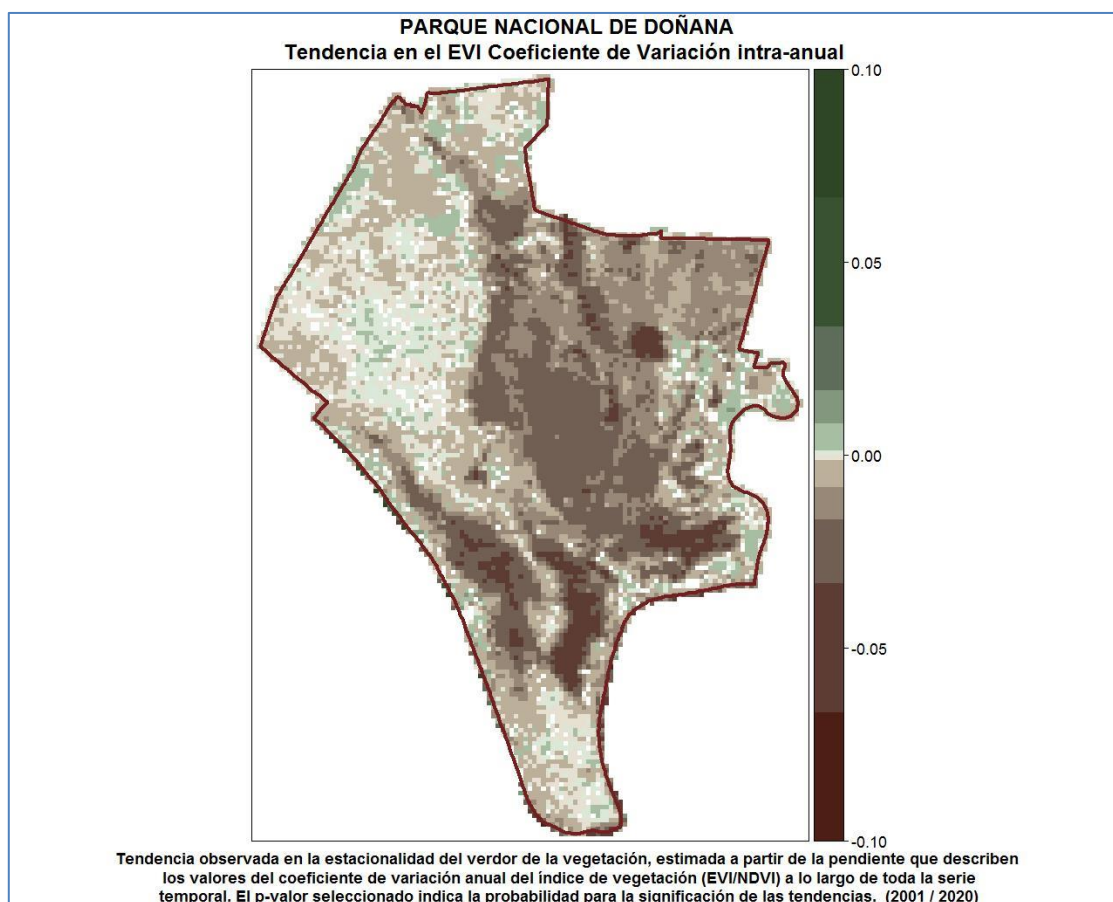 PARQUE NACIONAL DE DOÑANA
Tendencia en el EVI Coeficiente de Variación intra-anual
0.10
0.05
0.00
-0.05
-0.10
Tendencia observada en la estacionalidad del verdor de la vegetación, estimada a partir de la pendiente que describen
los valores del coeficiente de variación anual del índice de vegetación (EVI/NDVI) a lo largo de toda la serie
temporal. El p-valor seleccionado indica la probabilidad para la significación de las tendencias. (2001 / 2020)